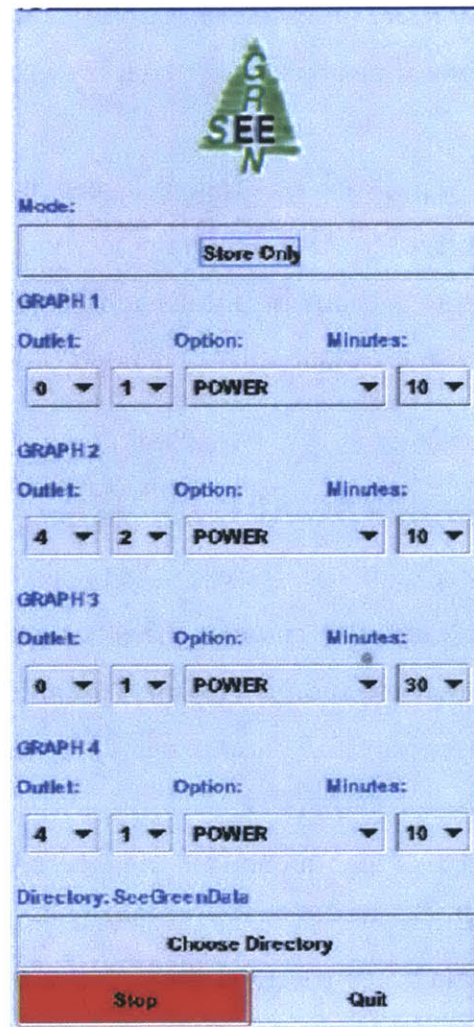 GREEN
SEE
Mode:
Store Only
GRAPH 1
Outlet: Option: Minutes:
0 1 POWER 10
GRAPH 2
Outlet: Option: Minutes:
4 2 POWER 10
GRAPH 3
Outlet: Option: Minutes:
0 1 POWER 30
GRAPH 4
Outlet: Option: Minutes:
4 1 POWER 10
Directory: SeeGreenData
Choose Directory
Stop Quit